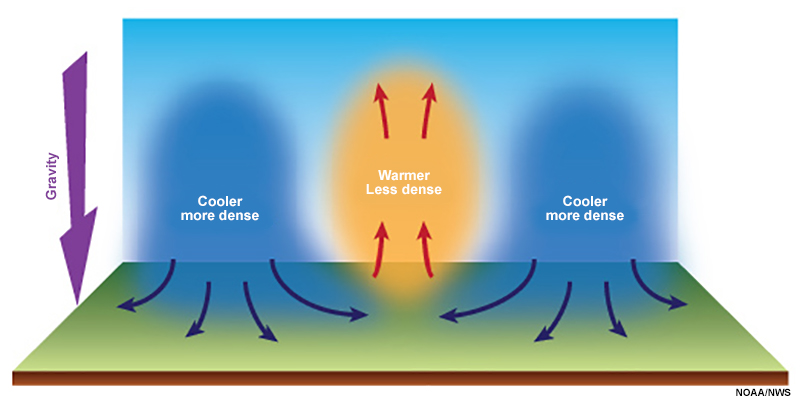 Gravity
Cooler
more dense
Warmer
Less dense
Cooler
more dense
NOAA/NWS